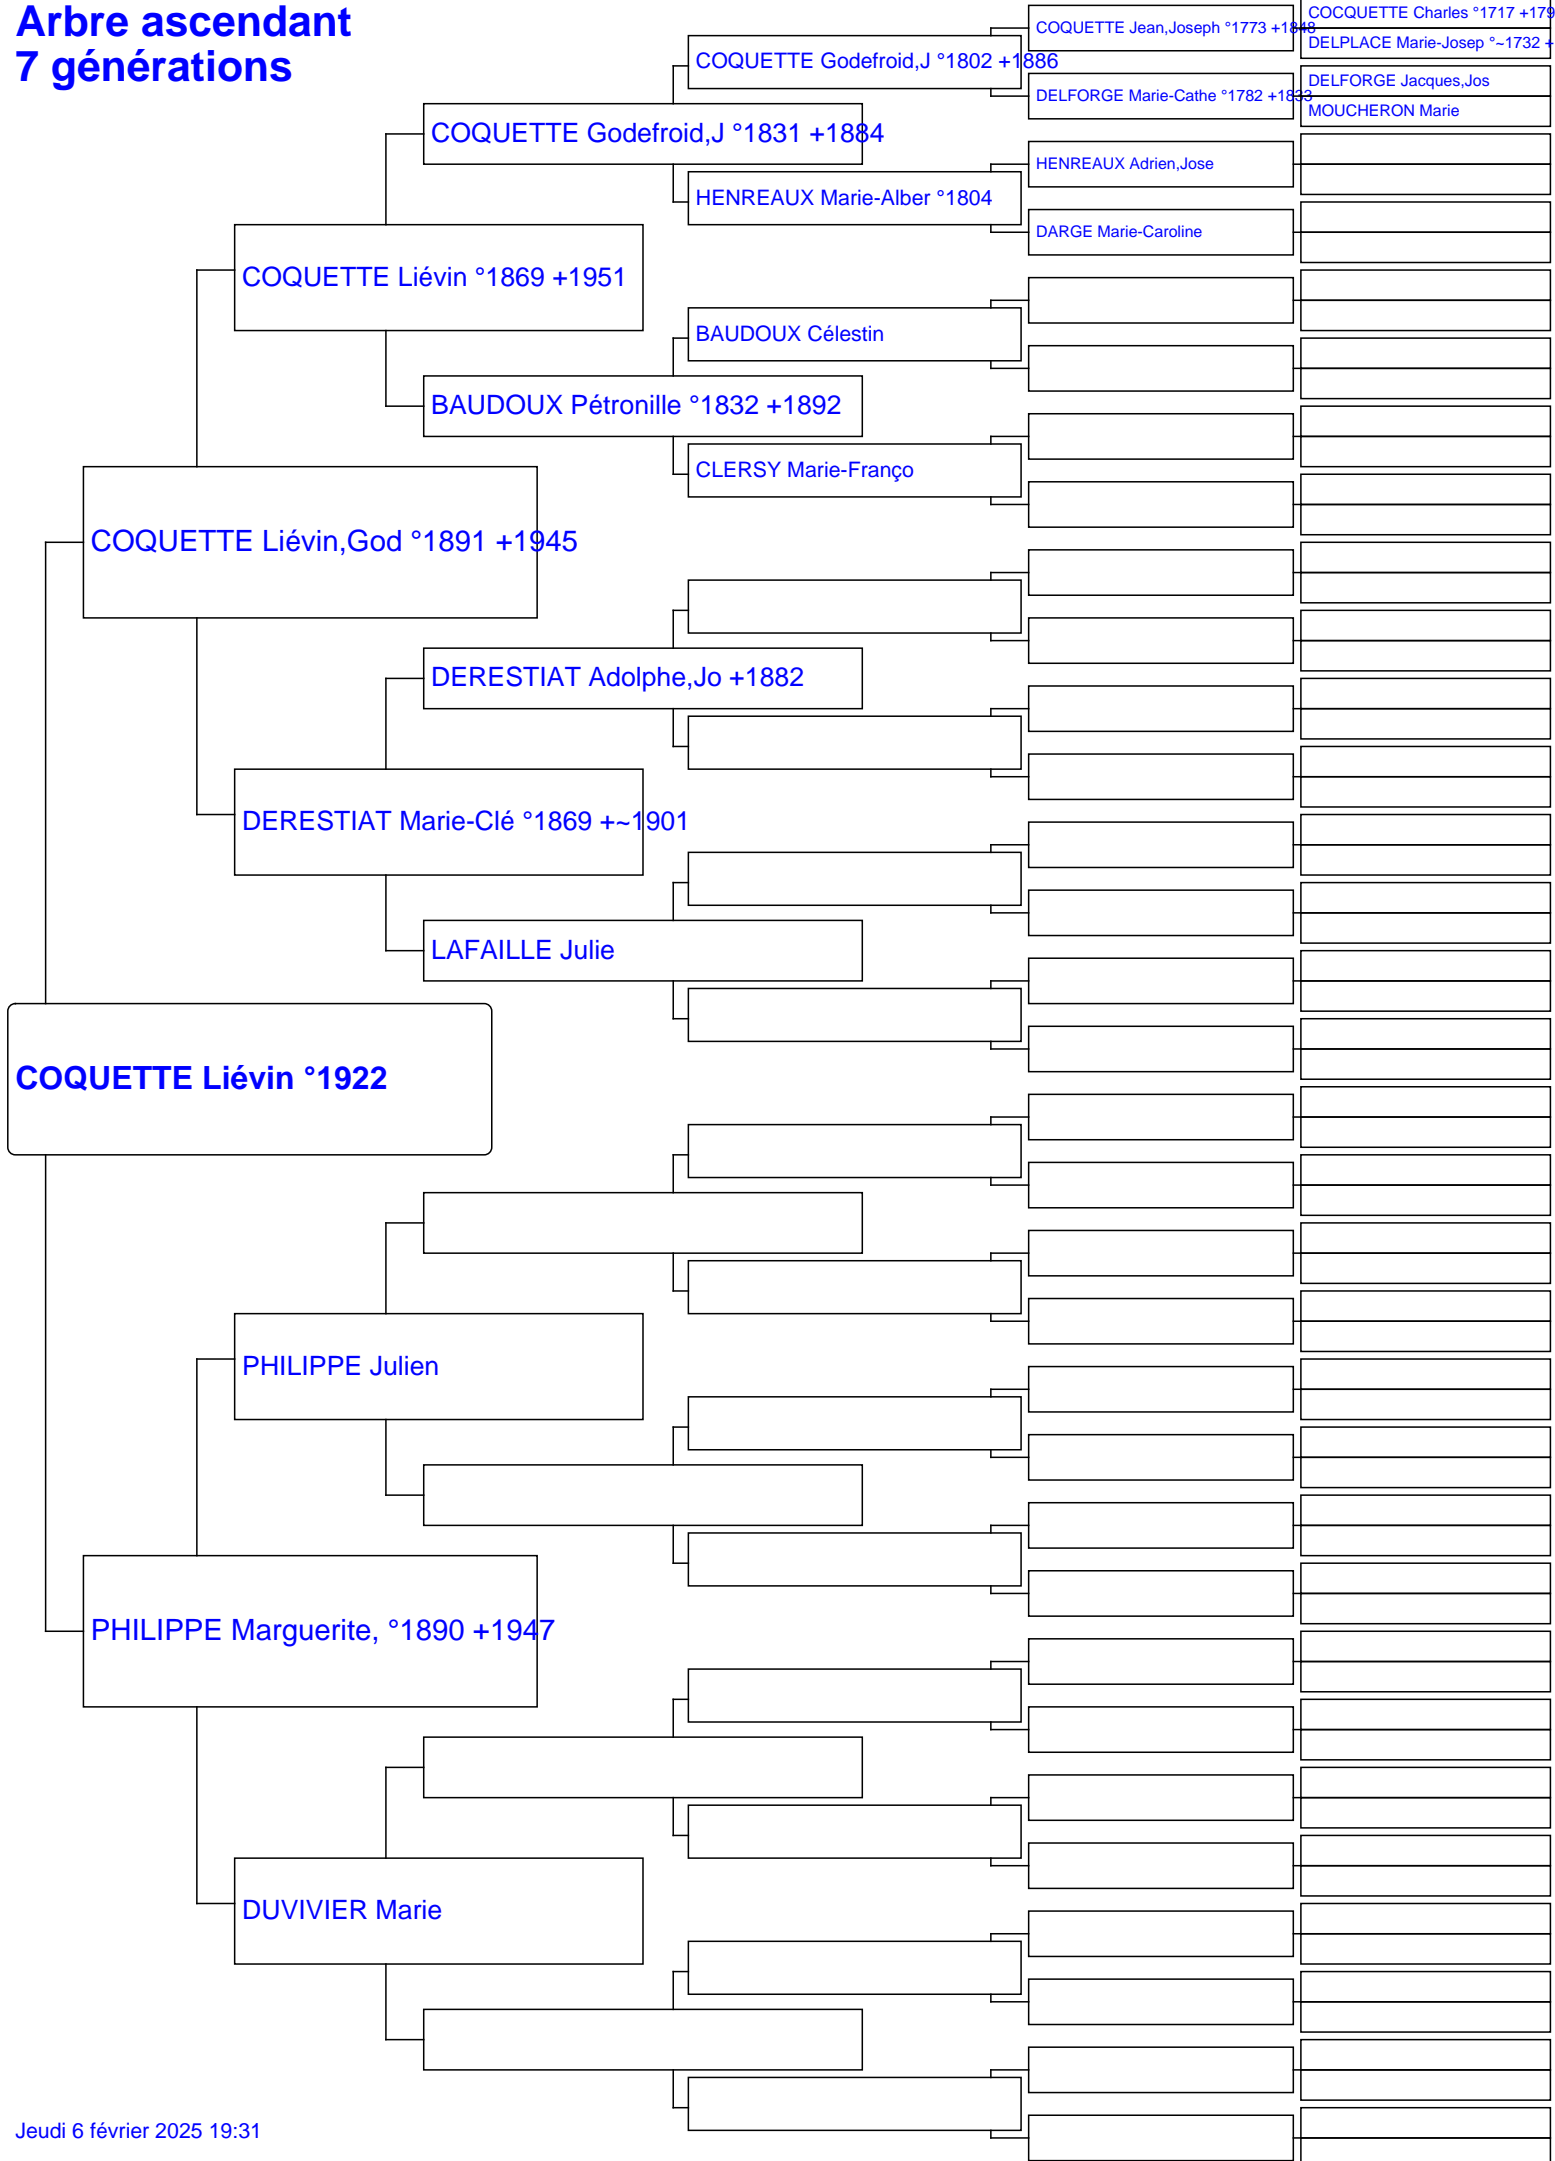 Arbre ascendant
7 générations
COCQUETTE Charles °1717 +179
COQUETTE Jean,Joseph °1773 +1848
DELPLACE Marie-Josep °~1732 +
COQUETTE Godefroid,J °1802 +1886
DELFORGE Jacques,Jos
DELFORGE Marie-Cathe °1782 +1833
MOUCHERON Marie
COQUETTE Godefroid,J °1831 +1884
HENREAUX Adrien,Jose
HENREAUX Marie-Alber °1804
DARGE Marie-Caroline
COQUETTE Liévin °1869 +1951
BAUDOUX Célestin
BAUDOUX Pétronille °1832 +1892
CLERSY Marie-Franço
COQUETTE Liévin,God °1891 +1945
DERESTIAT Adolphe,Jo +1882
DERESTIAT Marie-Clé °1869 +~1901
LAFAILLE Julie
COQUETTE Liévin °1922
PHILIPPE Julien
PHILIPPE Marguerite, °1890 +1947
DUVIVIER Marie
Jeudi 6 février 2025 19:31